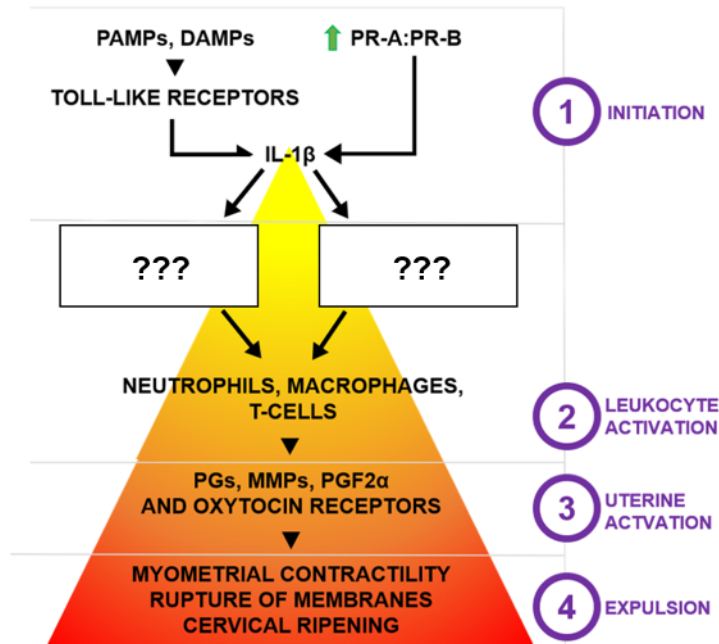 PAMPs, DAMPs
PR-A:PR-B
TOLL-LIKE RECEPTORS
1 INITIATION
IL-1β
???
???
NEUTROPHILS, MACROPHAGES,
T-CELLS
2 LEUKOCYTE
ACTIVATION
PGs, MMPs, PGF2α
AND OXYTOCIN RECEPTORS
3 UTERINE
ACTVATION
MYOMETRIAL CONTRACTILITY
RUPTURE OF MEMBRANES
CERVICAL RIPENING
4 EXPULSION